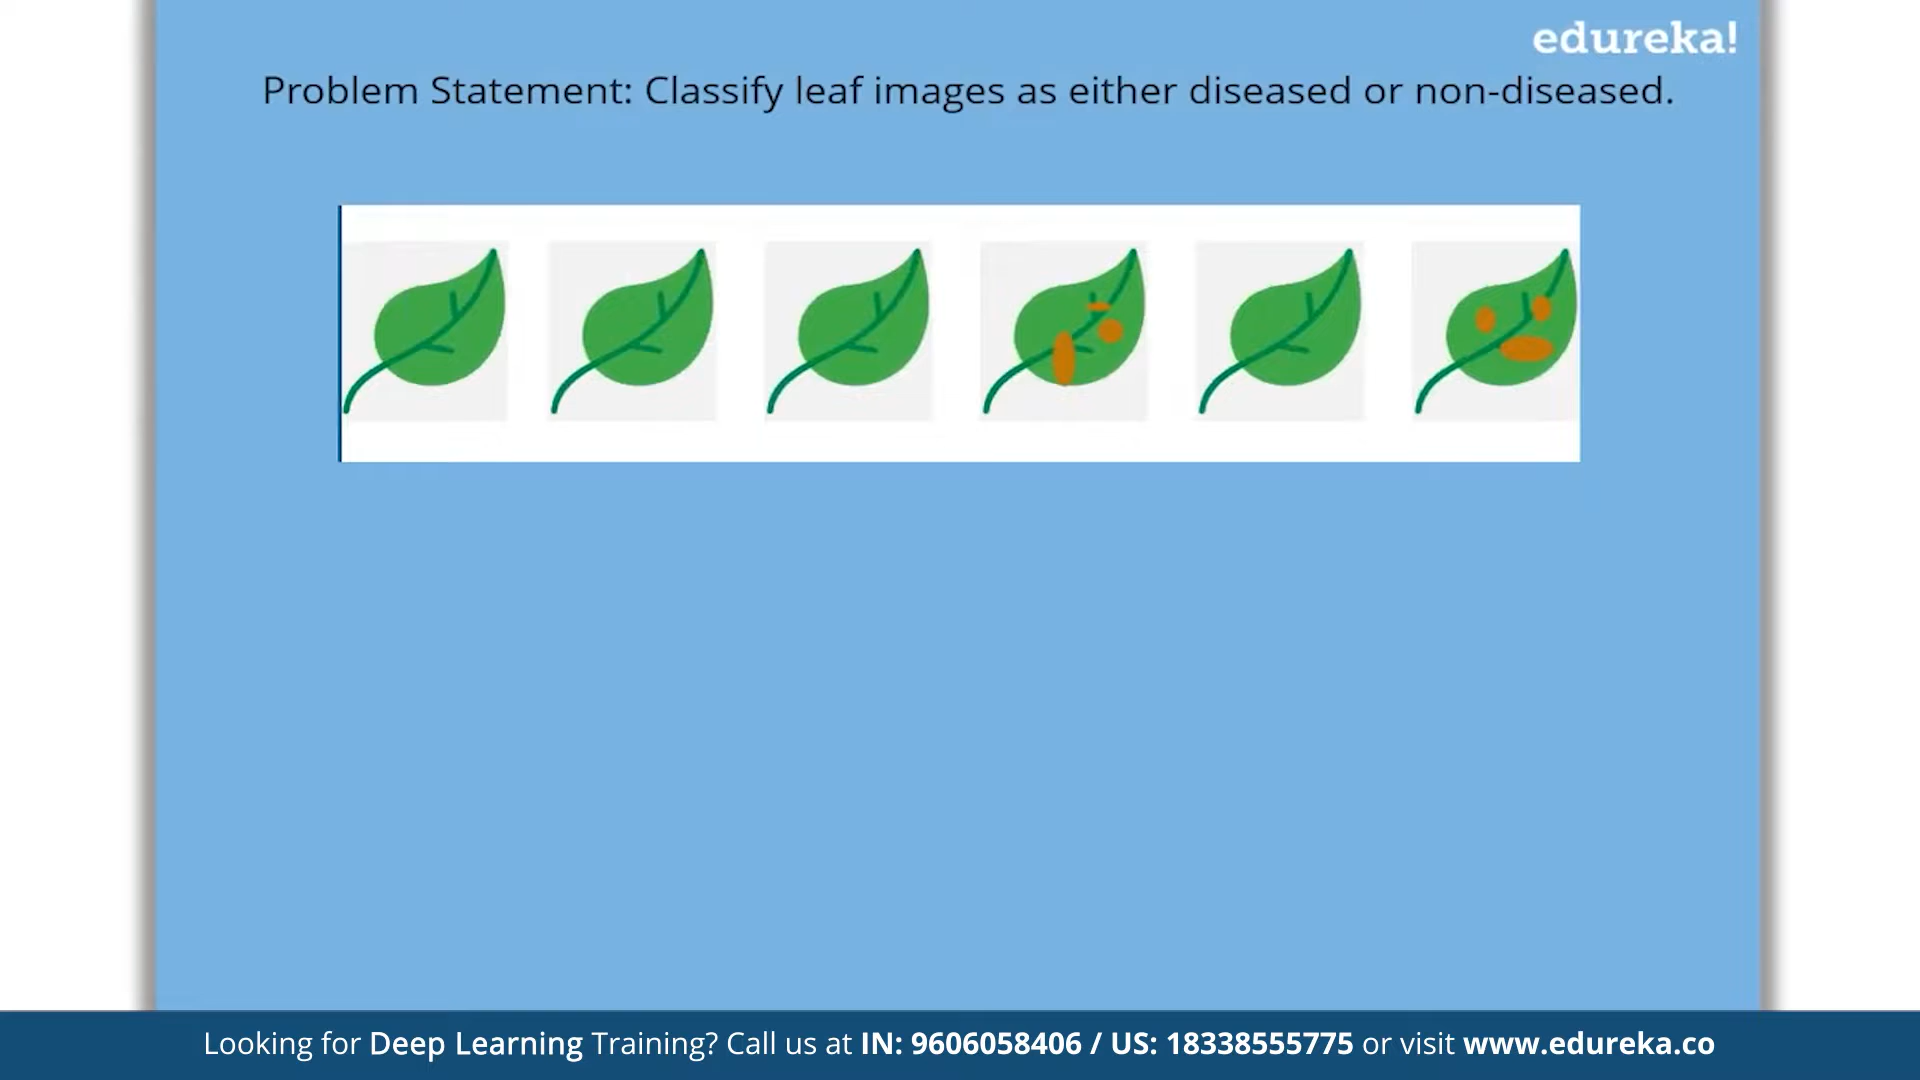 edureka!
Problem Statement: Classify leaf images as either diseased or non-diseased.
Looking for Deep Learning Training? Call us at IN: 9606058406 / US: 18338555775 or visit www.edureka.co